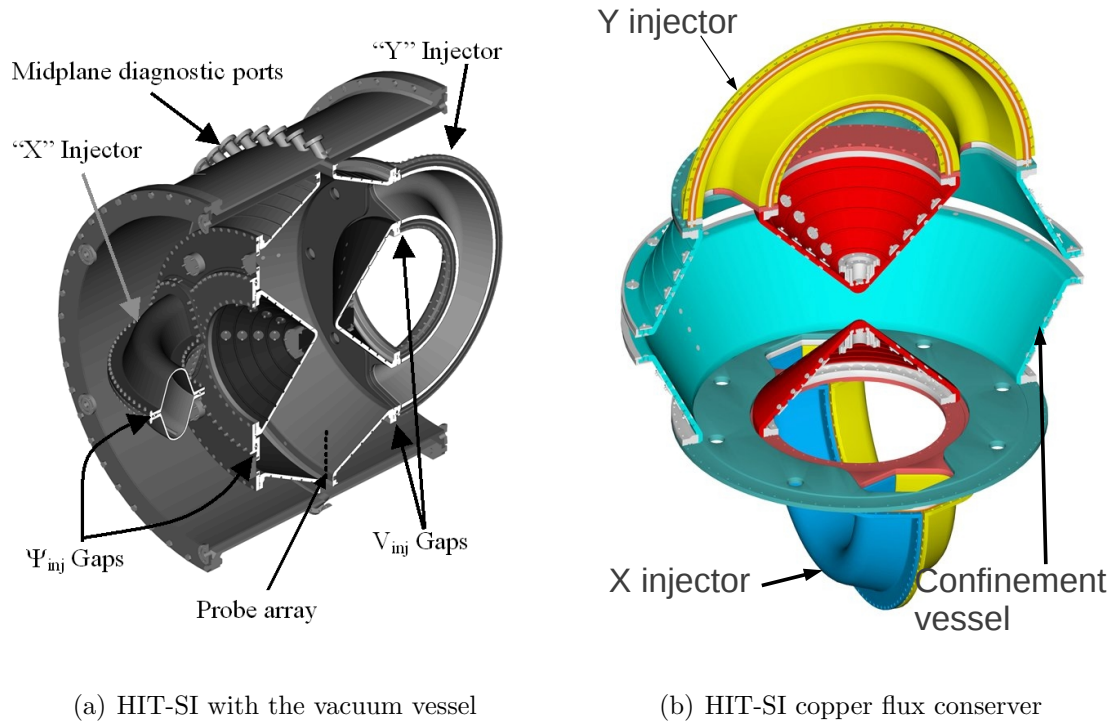 “Y” Injector
Midplane diagnostic ports
“X” Injector
Ψinj Gaps
Vinj Gaps
Probe array
(a) HIT-SI with the vacuum vessel
Y injector
X injector
Confinement
vessel
(b) HIT-SI copper flux conserver